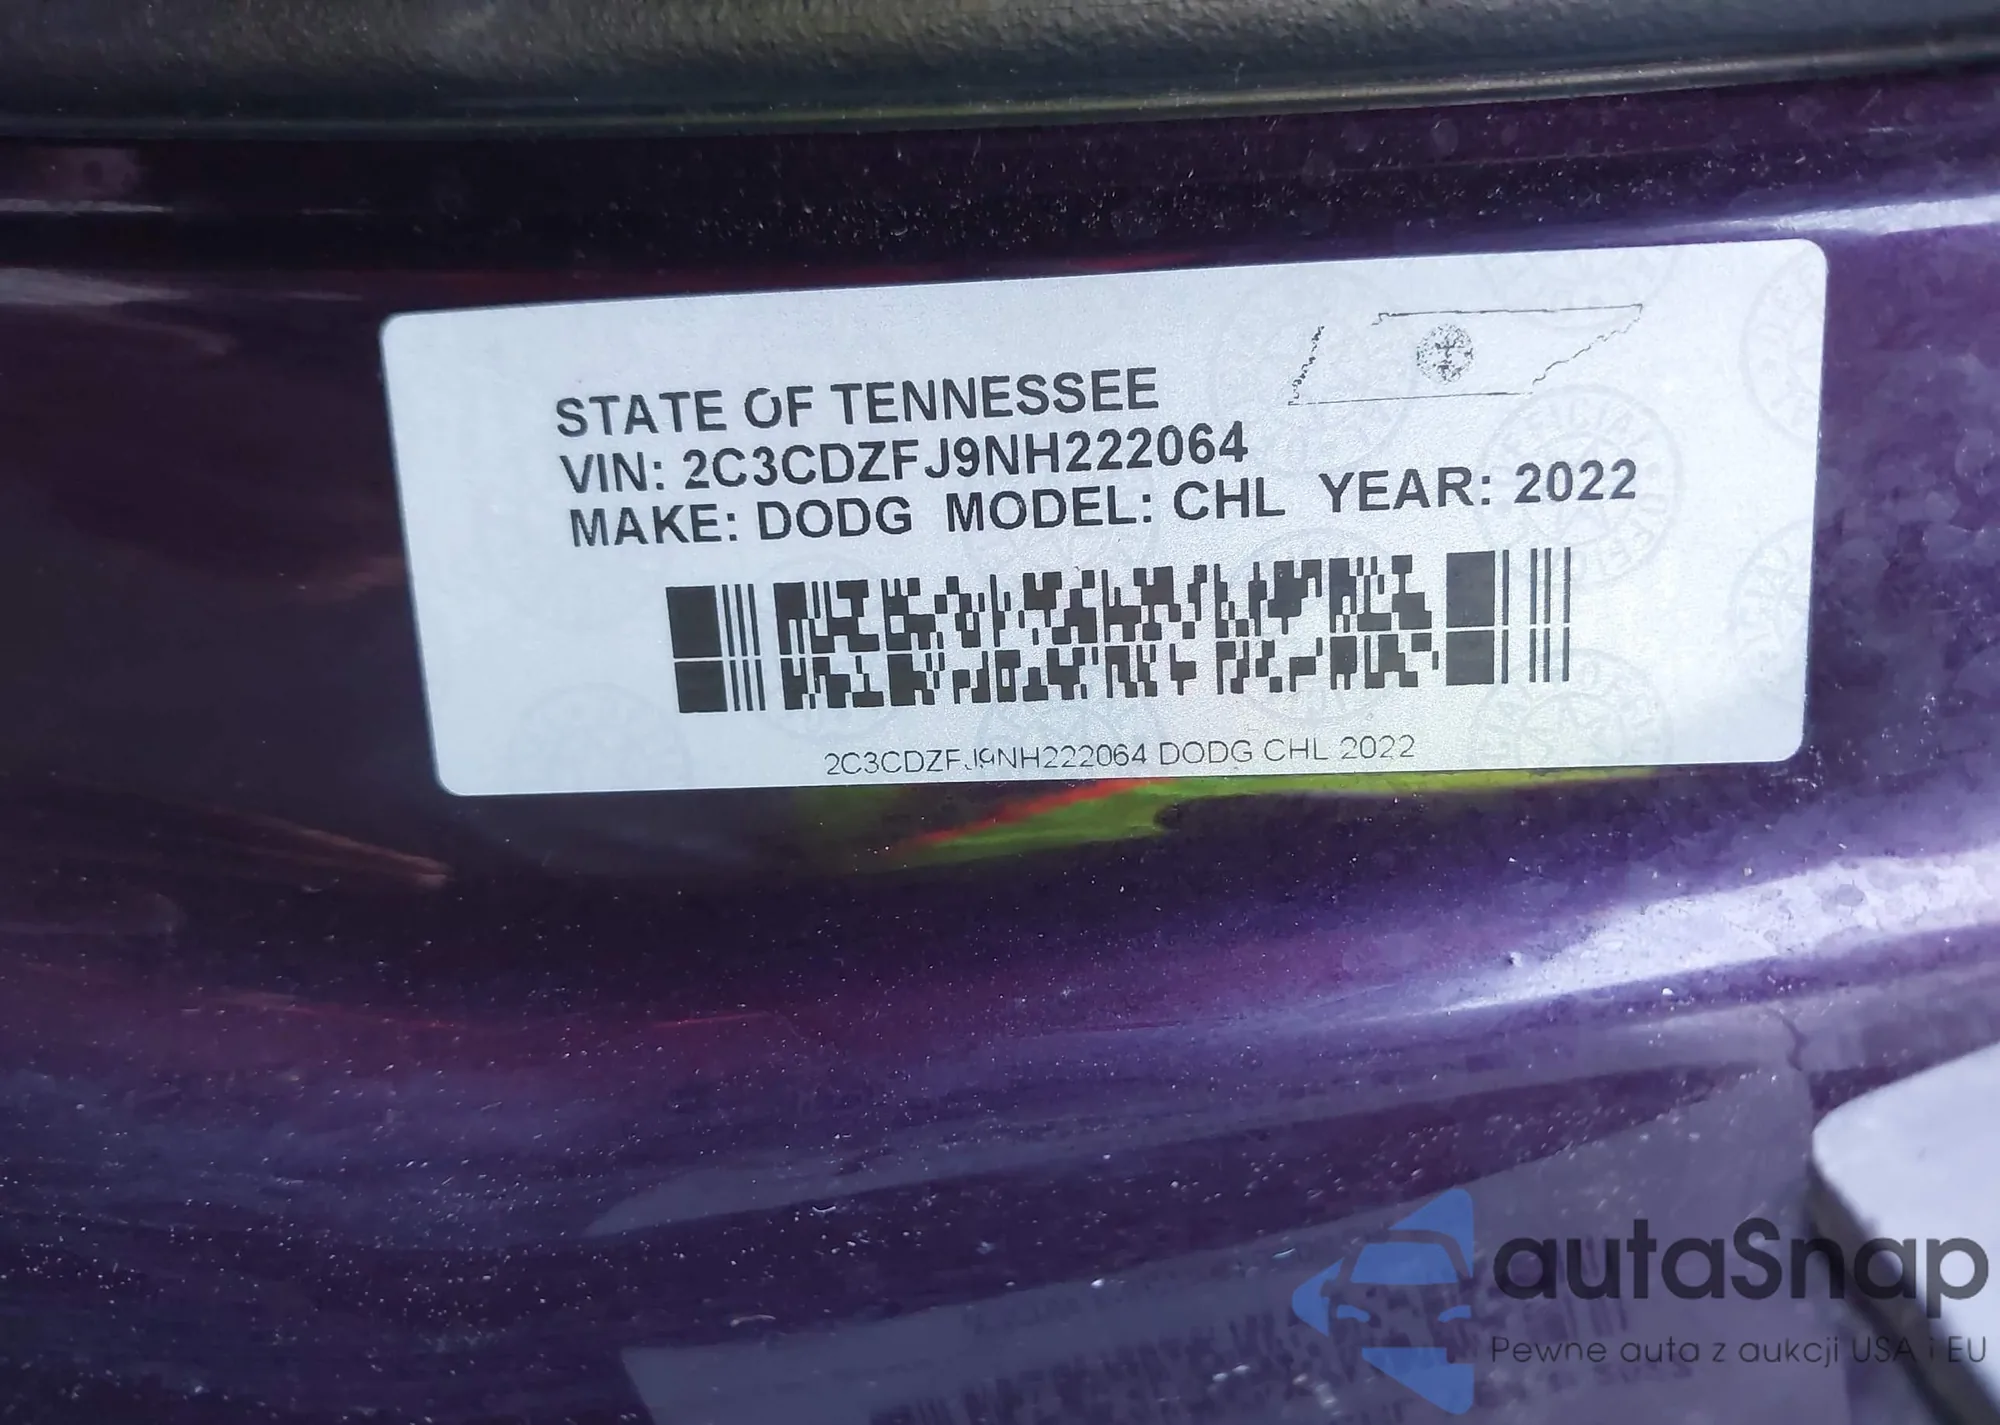 STATE OF TENNESSEE
VIN: 2C3CDZFJ9NH222064
MAKE: DODG MODEL: CHL YEAR: 2022
2C3CDZFJ9NH222064 DODG CHL 2022
autaSnap
Pewne auta z aukcji USA i EU